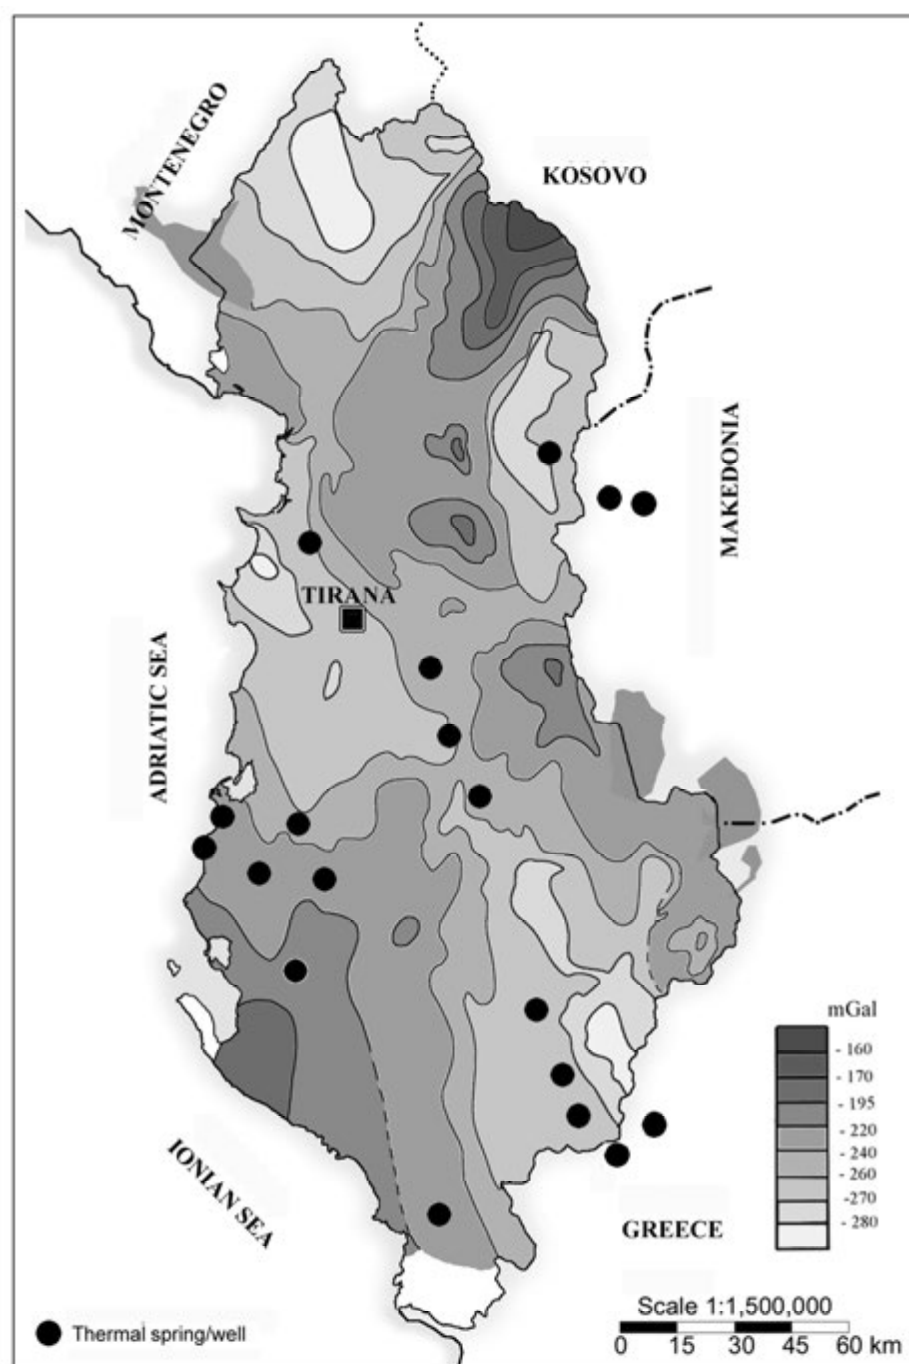 MONTENEGRO
KOSOVO
MAKEDONIA
TIRANA
ADRIATIC SEA
IONIAN SEA
GREECE
mGal
- 160
- 170
- 195
- 220
- 240
- 260
-270
- 280
Scale 1:1,500,000
0 15 30 45 60 km
Thermal spring/well